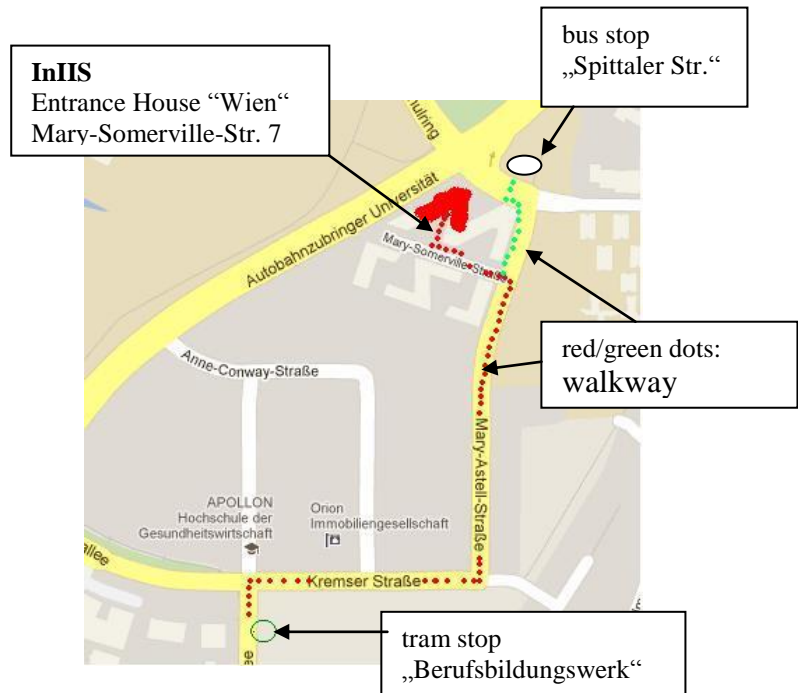 bus stop
„Spittaler Str.“
InIIS
Entrance House “Wien“
Mary-Somerville-Str. 7
Autobahnzubringer Universität
Mary-Somerville-Straße
red/green dots:
walkway
Anne-Conway-Straße
Mary-Astell-Straße
APOLLON
Hochschule der
Gesundheitswirtschaft
Orion
Immobiliengesellschaft
Kremser Straße
tram stop
„Berufsbildungswerk“